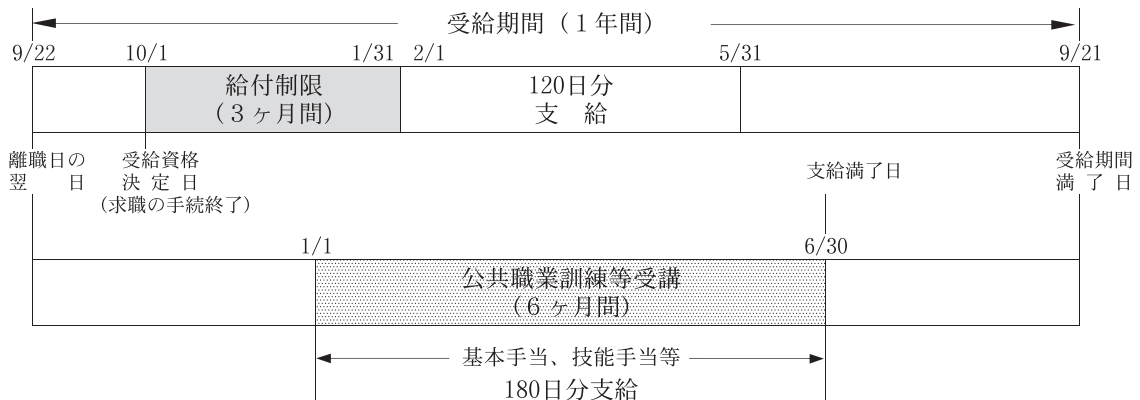 受給期間（１年間）
9/22 10/1 1/31 2/1 5/31 9/21
給付制限
（３ヶ月間）
120日分
支　給
離職日の
翌　　日
受給資格
決 定 日
（求職の手続終了）
支給満了日
受給期間
満 了 日
1/1 6/30
公共職業訓練等受講
（６ヶ月間）
基本手当、技能手当等
180日分支給